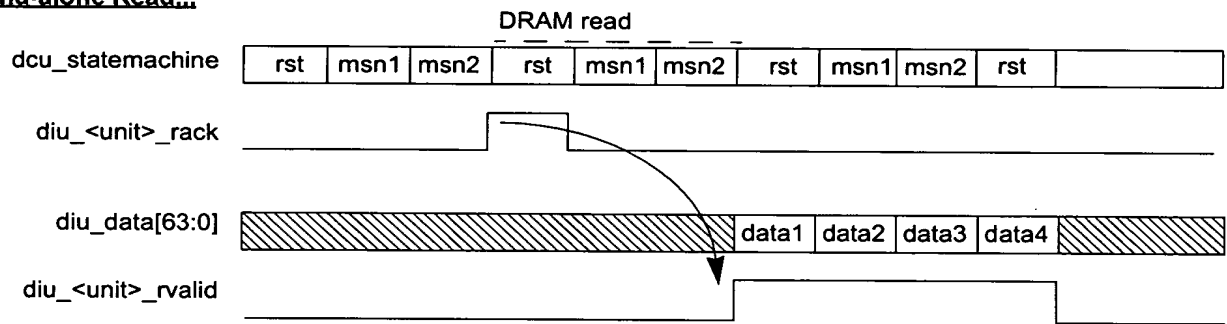 DRAM read
dcu_statemachine rst msn1 msn2 rst msn1 msn2 rst msn1 msn2 rst
diu_<unit>_rack
diu_data[63:0] data1 data2 data3 data4
diu_<unit>_rvalid